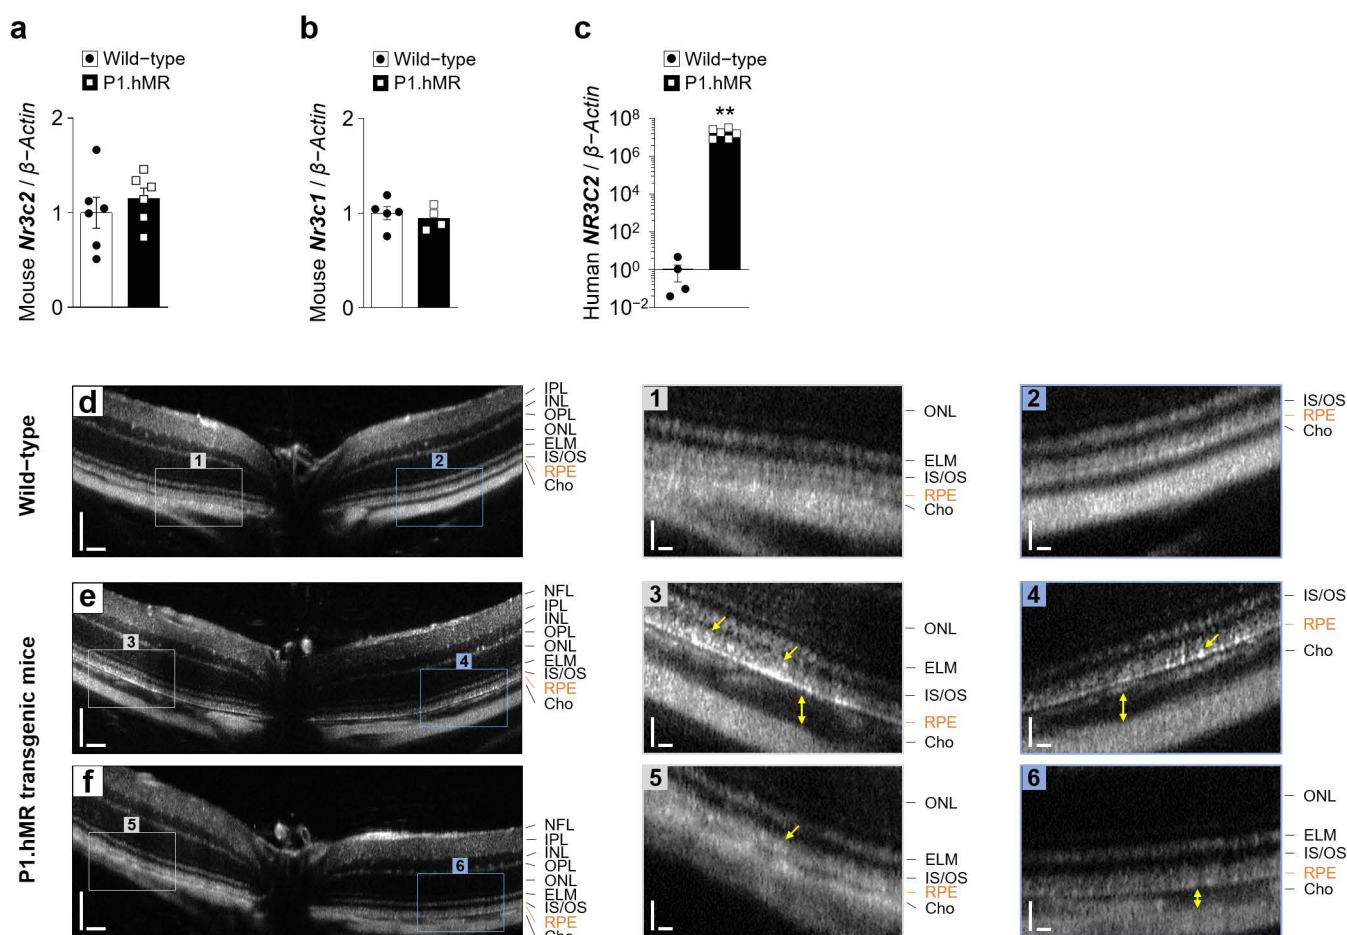 a
Wild−type
P1.hMR
Mouse Nr3c2 / β−Actin
2
1
0
b
Wild−type
P1.hMR
Mouse Nr3c1 / β−Actin
2
1
0
c
Wild−type
P1.hMR
Human NR3C2 / β−Actin
**
10⁸
10⁶
10⁴
10²
10⁰
10⁻²
Wild−type
d
1
2
IPL
INL
OPL
ONL
ELM
IS/OS
RPE
Cho
1
ONL
ELM
IS/OS
RPE
Cho
2
IS/OS
RPE
Cho
P1.hMR transgenic mice
e
3
4
NFL
IPL
INL
OPL
ONL
ELM
IS/OS
RPE
Cho
3
ONL
ELM
IS/OS
RPE
Cho
4
IS/OS
RPE
Cho
f
5
6
NFL
IPL
INL
OPL
ONL
ELM
IS/OS
RPE
Cho
5
ONL
ELM
IS/OS
RPE
Cho
6
ONL
ELM
IS/OS
RPE
Cho